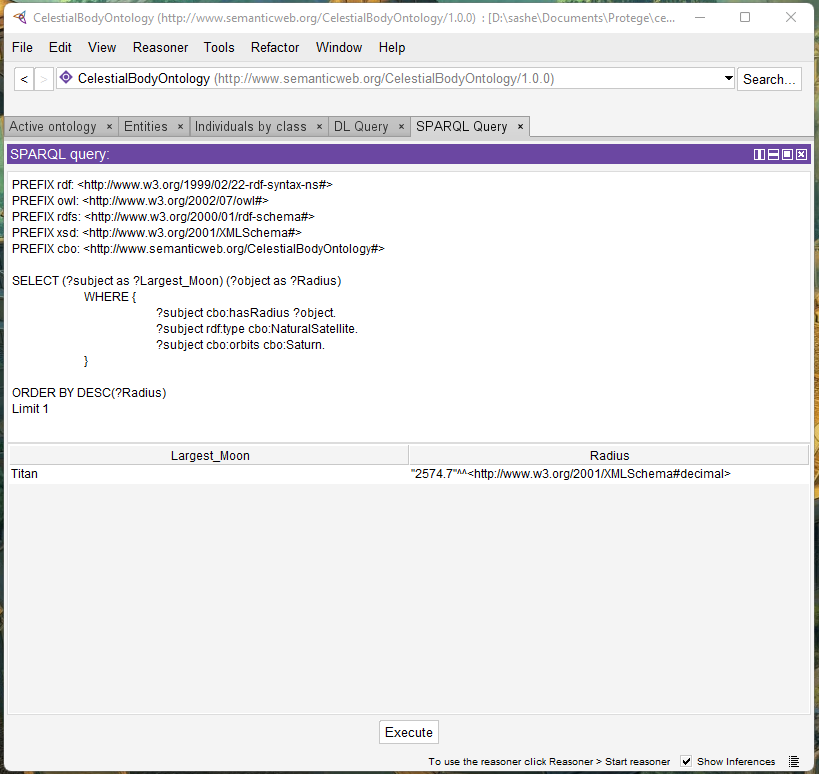 CelestialBodyOntology (http://www.semanticweb.org/CelestialBodyOntology/1.0.0)  : [D:\sashe\Documents\Protege\ce...
File Edit View Reasoner Tools Refactor Window Help
< > CelestialBodyOntology (http://www.semanticweb.org/CelestialBodyOntology/1.0.0) Search...
Active ontology × Entities × Individuals by class × DL Query × SPARQL Query ×
SPARQL query:
PREFIX rdf: <http://www.w3.org/1999/02/22-rdf-syntax-ns#>
PREFIX owl: <http://www.w3.org/2002/07/owl#>
PREFIX rdfs: <http://www.w3.org/2000/01/rdf-schema#>
PREFIX xsd: <http://www.w3.org/2001/XMLSchema#>
PREFIX cbo: <http://www.semanticweb.org/CelestialBodyOntology#>
SELECT (?subject as ?Largest_Moon) (?object as ?Radius)
WHERE {
?subject cbo:hasRadius ?object.
?subject rdf:type cbo:NaturalSatellite.
?subject cbo:orbits cbo:Saturn.
}
ORDER BY DESC(?Radius)
Limit 1
Largest_Moon Radius
Titan "2574.7"^^<http://www.w3.org/2001/XMLSchema#decimal>
Execute
To use the reasoner click Reasoner > Start reasoner Show Inferences